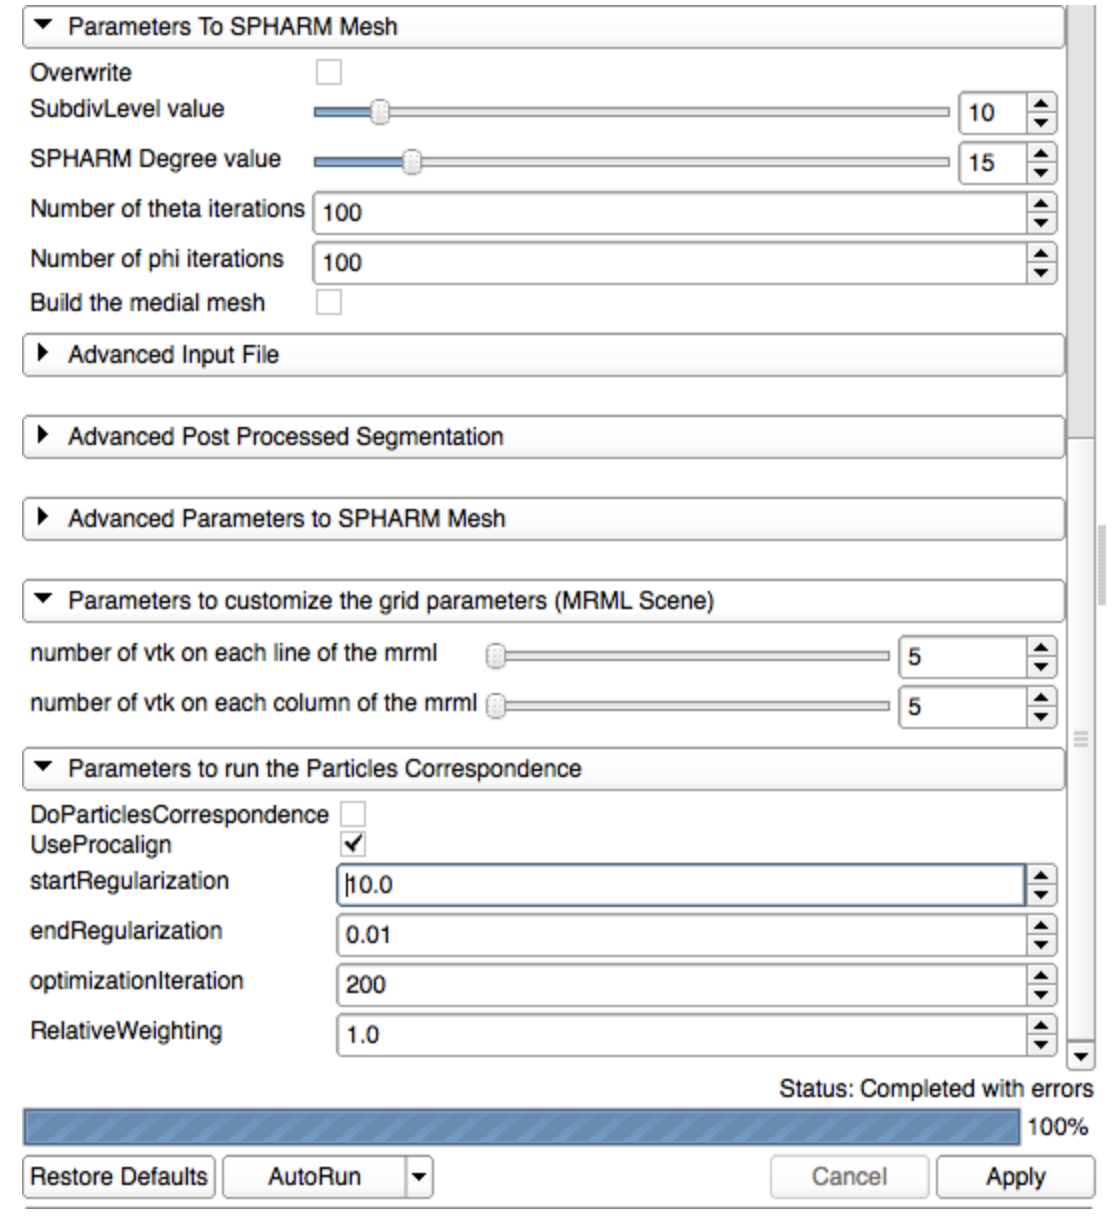 Parameters To SPHARM Mesh
Overwrite
SubdivLevel value 10
SPHARM Degree value 15
Number of theta iterations 100
Number of phi iterations 100
Build the medial mesh
Advanced Input File
Advanced Post Processed Segmentation
Advanced Parameters to SPHARM Mesh
Parameters to customize the grid parameters (MRML Scene)
number of vtk on each line of the mrml 5
number of vtk on each column of the mrml 5
Parameters to run the Particles Correspondence
DoParticlesCorrespondence
UseProcalign
startRegularization 10.0
endRegularization 0.01
optimizationIteration 200
RelativeWeighting 1.0
Status: Completed with errors
100%
Restore Defaults AutoRun Cancel Apply